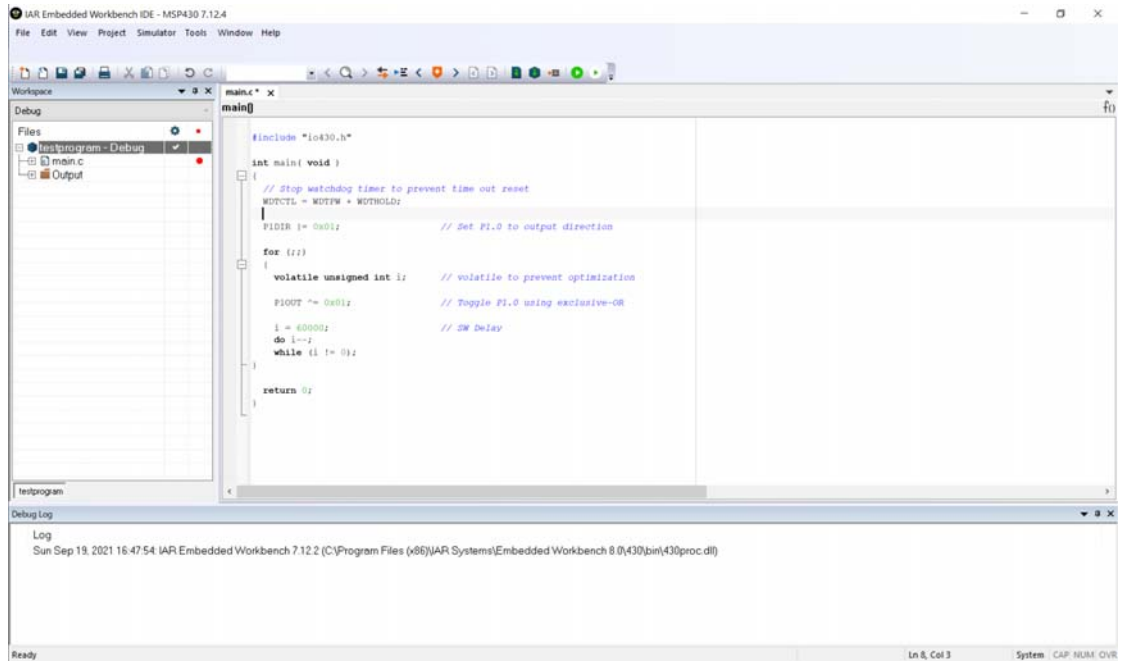 IAR Embedded Workbench IDE - MSP430 7.12.4
File Edit View Project Simulator Tools Window Help
Workspace
main.c *
Debug
main()
f()
Files
testprogram - Debug
main.c
Output
#include "io430.h"
int main( void )
{
// Stop watchdog timer to prevent time out reset
WDTCTL = WDTPW + WDTHOLD;
P1DIR |= 0x01; // Set P1.0 to output direction
for (;;)
{
volatile unsigned int i; // volatile to prevent optimization
P1OUT ^= 0x01; // Toggle P1.0 using exclusive-OR
i = 60000; // SW Delay
do i--;
while (i != 0);
}
return 0;
}
testprogram
Debug Log
Log
Sun Sep 19, 2021 16:47:54: IAR Embedded Workbench 7.12.2 (C:\Program Files (x86)\IAR Systems\Embedded Workbench 8.0\430\bin\430proc.dll)
Ready
Ln 8, Col 3
System
CAP NUM OVR